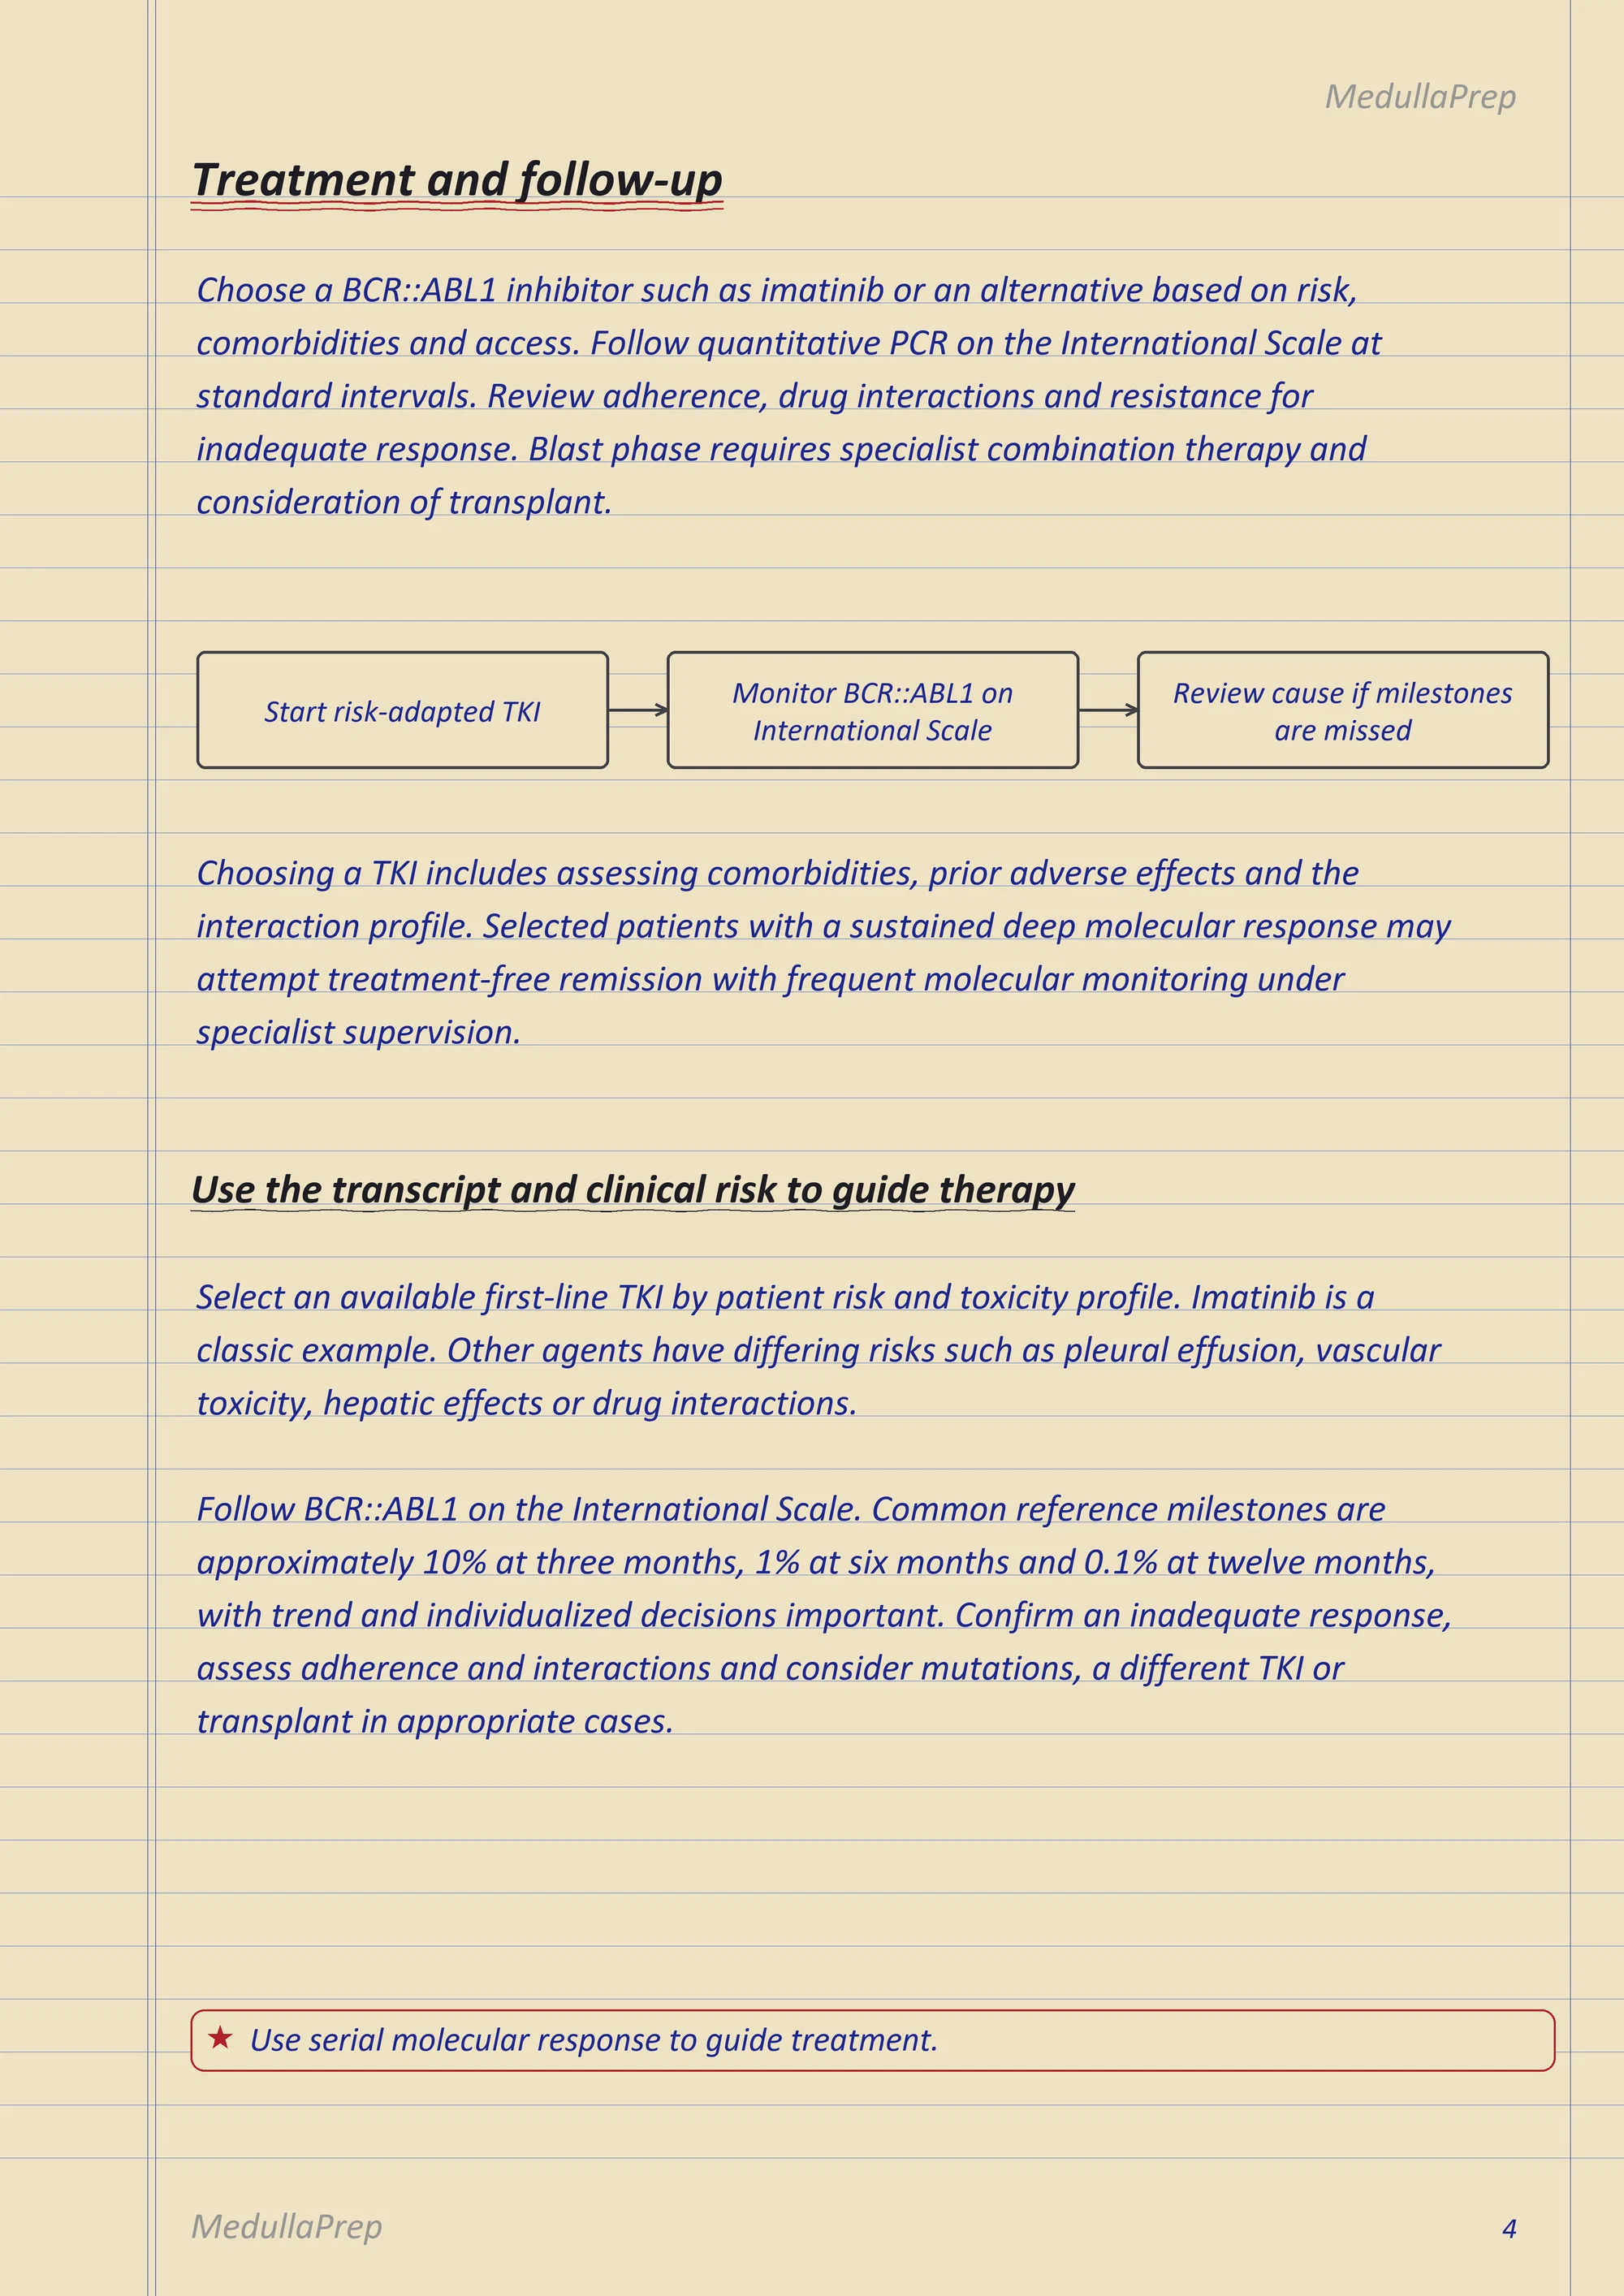 MedullaPrep
Treatment and follow-up
Choose a BCR::ABL1 inhibitor such as imatinib or an alternative based on risk,
comorbidities and access. Follow quantitative PCR on the International Scale at
standard intervals. Review adherence, drug interactions and resistance for
inadequate response. Blast phase requires specialist combination therapy and
consideration of transplant.
Start risk-adapted TKI
Monitor BCR::ABL1 on
International Scale
Review cause if milestones
are missed
Choosing a TKI includes assessing comorbidities, prior adverse effects and the
interaction profile. Selected patients with a sustained deep molecular response may
attempt treatment-free remission with frequent molecular monitoring under
specialist supervision.
Use the transcript and clinical risk to guide therapy
Select an available first-line TKI by patient risk and toxicity profile. Imatinib is a
classic example. Other agents have differing risks such as pleural effusion, vascular
toxicity, hepatic effects or drug interactions.
Follow BCR::ABL1 on the International Scale. Common reference milestones are
approximately 10% at three months, 1% at six months and 0.1% at twelve months,
with trend and individualized decisions important. Confirm an inadequate response,
assess adherence and interactions and consider mutations, a different TKI or
transplant in appropriate cases.
★ Use serial molecular response to guide treatment.
MedullaPrep
4